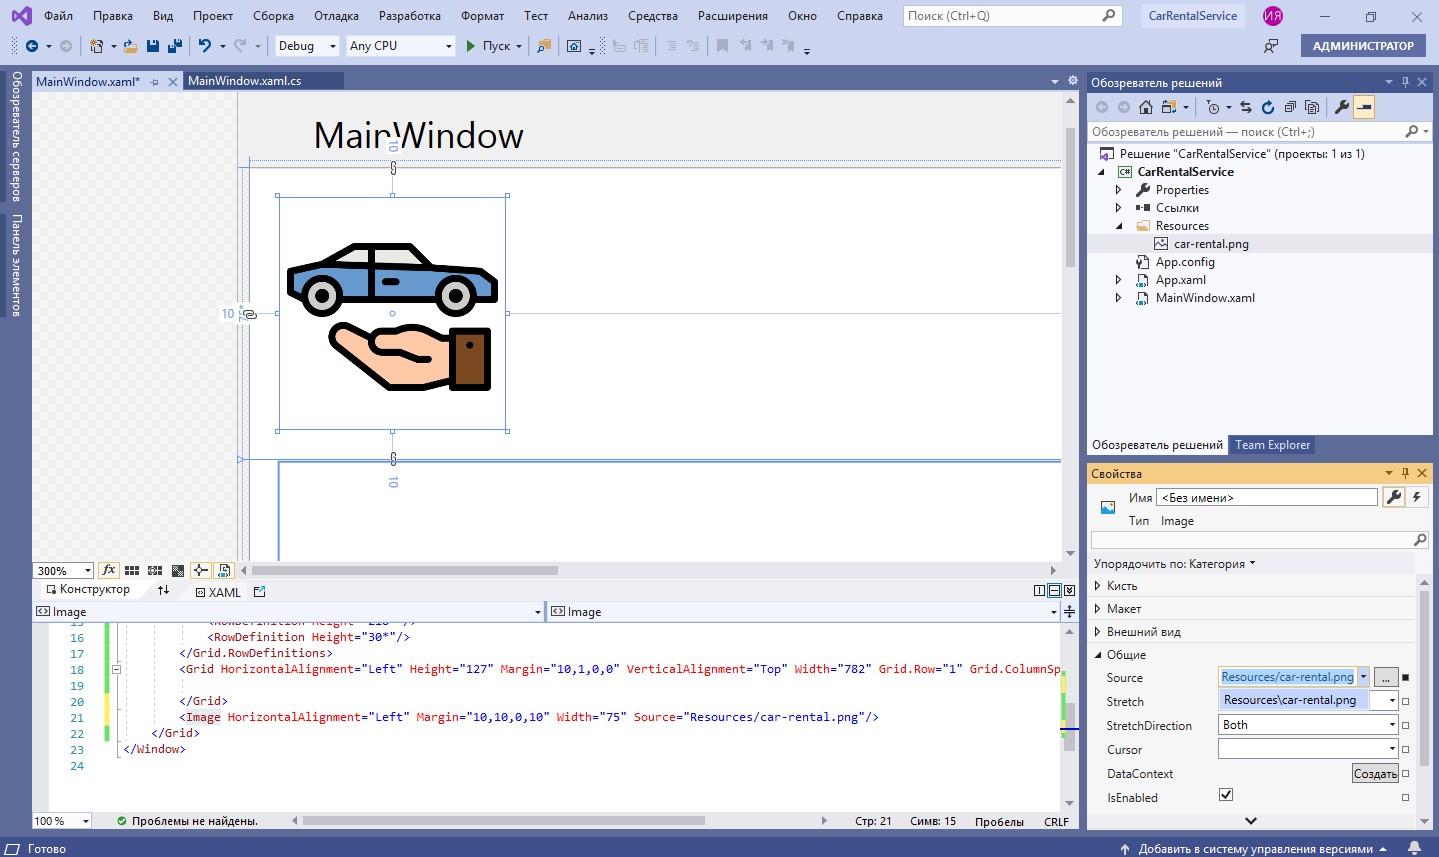 Файл Правка Вид Проект Сборка Отладка Разработка Формат Тест Анализ Средства Расширения Окно Справка Поиск (Ctrl+Q) CarRentalService ИЯ
Debug Any CPU Пуск АДМИНИСТРАТОР
Обозреватель серверов
Панель элементов
MainWindow.xaml* MainWindow.xaml.cs
MainWindow
10
10
10
300%
Конструктор XAML
Image Image
16 <RowDefinition Height="30*"/>
17 </Grid.RowDefinitions>
18 <Grid HorizontalAlignment="Left" Height="127" Margin="10,1,0,0" VerticalAlignment="Top" Width="782" Grid.Row="1" Grid.ColumnSp
19
20 </Grid>
21 <Image HorizontalAlignment="Left" Margin="10,10,0,10" Width="75" Source="Resources/car-rental.png"/>
22 </Grid>
23 </Window>
24
100 % Проблемы не найдены. Стр: 21 Симв: 15 Пробелы CRLF
Обозреватель решений
Обозреватель решений — поиск (Ctrl+;)
Решение "CarRentalService" (проекты: 1 из 1)
C# CarRentalService
Properties
Ссылки
Resources
car-rental.png
App.config
App.xaml
MainWindow.xaml
Обозреватель решений Team Explorer
Свойства
Имя <Без имени>
Тип Image
Упорядочить по: Категория
Кисть
Макет
Внешний вид
Общие
Source Resources/car-rental.png ...
Stretch Resources\car-rental.png
StretchDirection Both
Cursor
DataContext Создать
IsEnabled
Готово Добавить в систему управления версиями